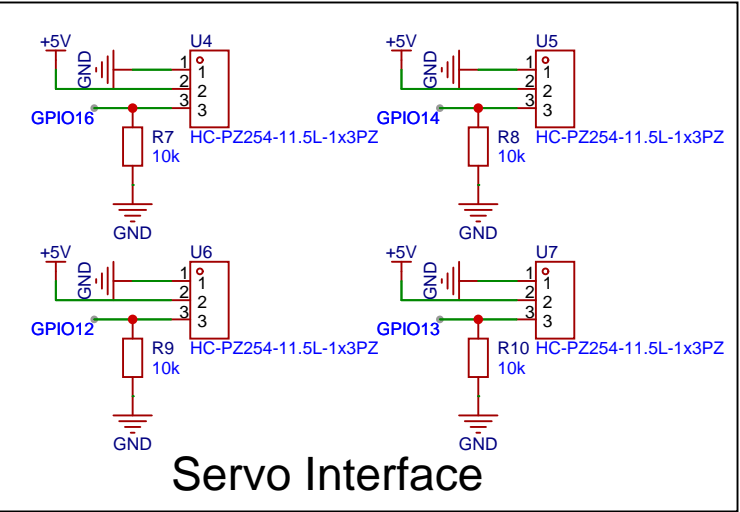 +5V
GND
U4
1 1
2 2
3 3
GPIO16
R7
10k
HC-PZ254-11.5L-1x3PZ
GND
+5V
GND
U5
1 1
2 2
3 3
GPIO14
R8
10k
HC-PZ254-11.5L-1x3PZ
GND
+5V
GND
U6
1 1
2 2
3 3
GPIO12
R9
10k
HC-PZ254-11.5L-1x3PZ
GND
+5V
GND
U7
1 1
2 2
3 3
GPIO13
R10
10k
HC-PZ254-11.5L-1x3PZ
GND
Servo Interface